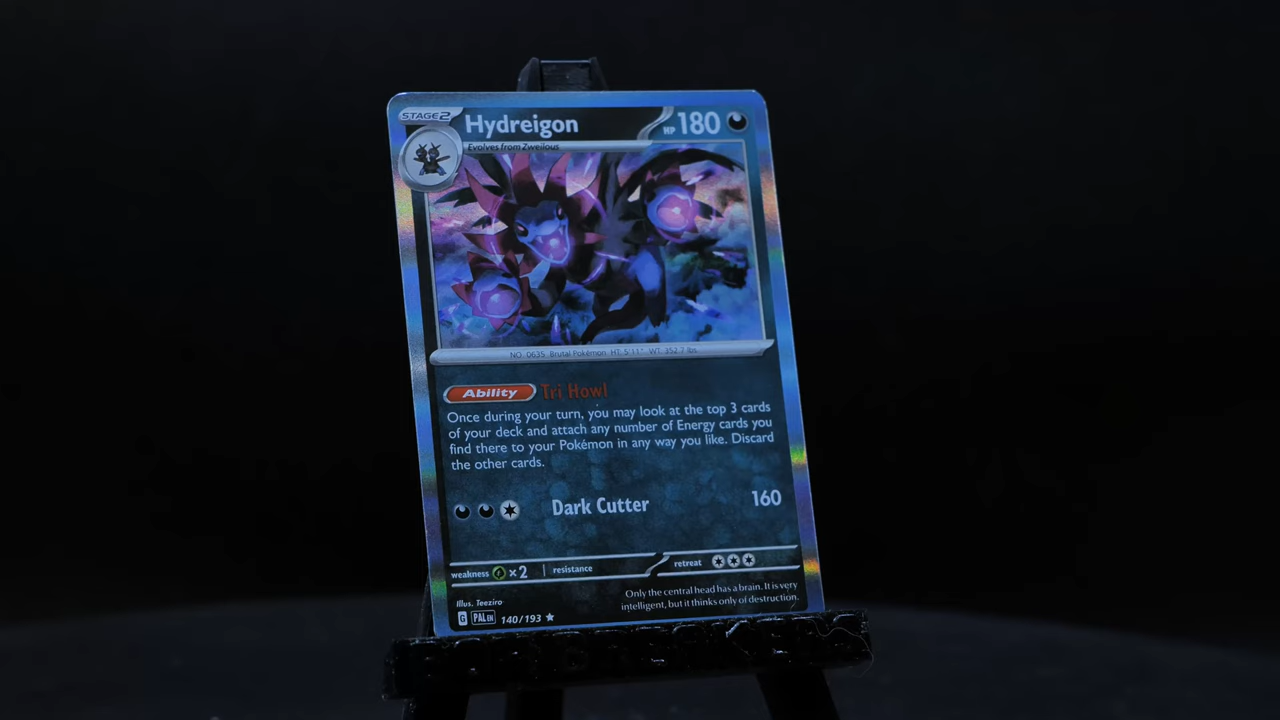 STAGE2
Hydreigon
HP 180
Evolves from Zweilous
NO. 0635 Brutal Pokémon HT: 5'11" WT: 352.7 lbs.
Ability Tri Howl
Once during your turn, you may look at the top 3 cards
of your deck and attach any number of Energy cards you
find there to your Pokémon in any way you like. Discard
the other cards.
Dark Cutter 160
weakness ×2 resistance retreat
Only the central head has a brain. It is very
intelligent, but it thinks only of destruction.
Illus. Teeziro
G PAL EN 140/193